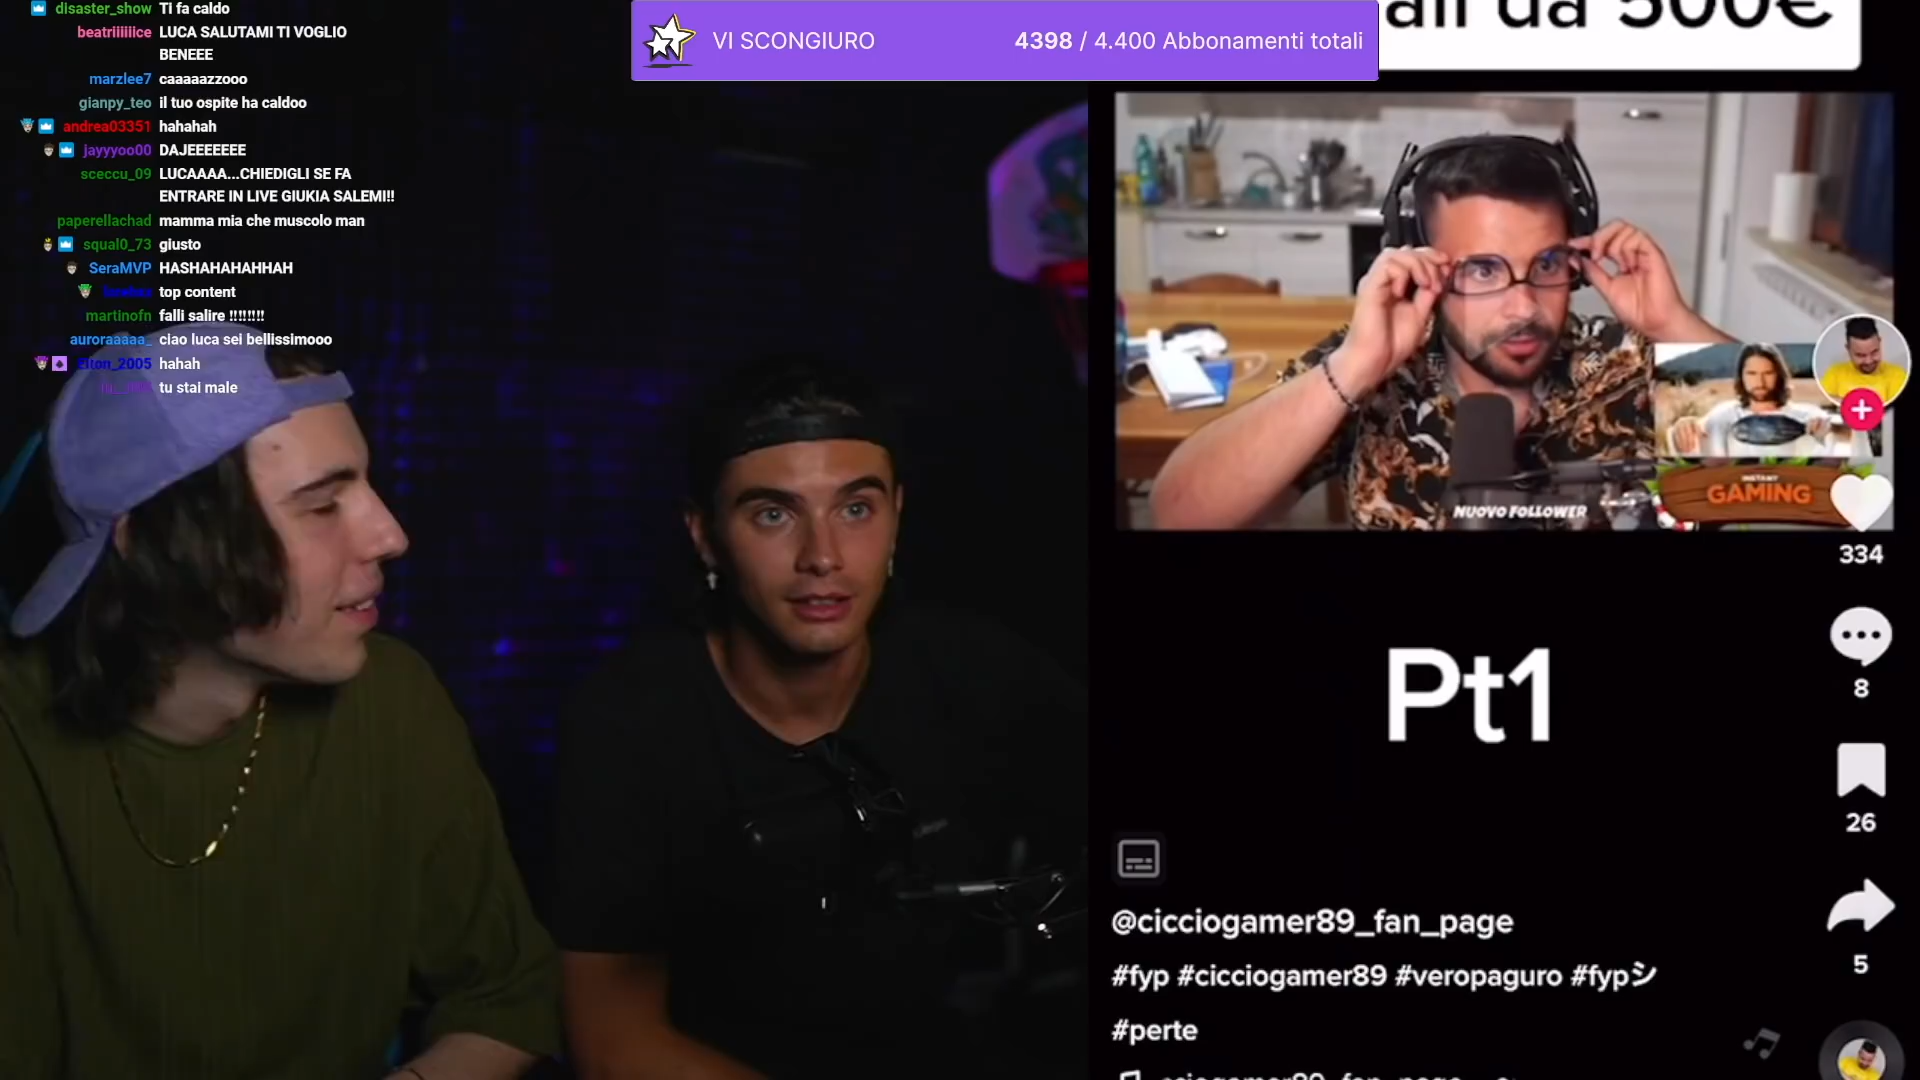 disaster_show Ti fa caldo
beatriiiiiice LUCA SALUTAMI TI VOGLIO
BENEEE
marzlee7 caaaaazzooo
gianpy_teo il tuo ospite ha caldoo
andrea03351 hahahah
jayyyoo00 DAJEEEEEEE
sceccu_09 LUCAAAA...CHIEDIGLI SE FA
ENTRARE IN LIVE GIUKIA SALEMI!!
paperellachad mamma mia che muscolo man
squal0_73 giusto
SeraMVP HASHAHAHAHHAH
top content
martinofn falli salire !!!!!!!!
auroraaaaa_ ciao luca sei bellissimooo
Elton_2005 hahah
tu stai male
VI SCONGIURO 4398 / 4.400 Abbonamenti totali
da 500€
INSTANT
GAMING
NUOVO FOLLOWER
334
Pt1
8
26
5
@cicciogamer89_fan_page
#fyp #cicciogamer89 #veropaguro #fypシ
#perte